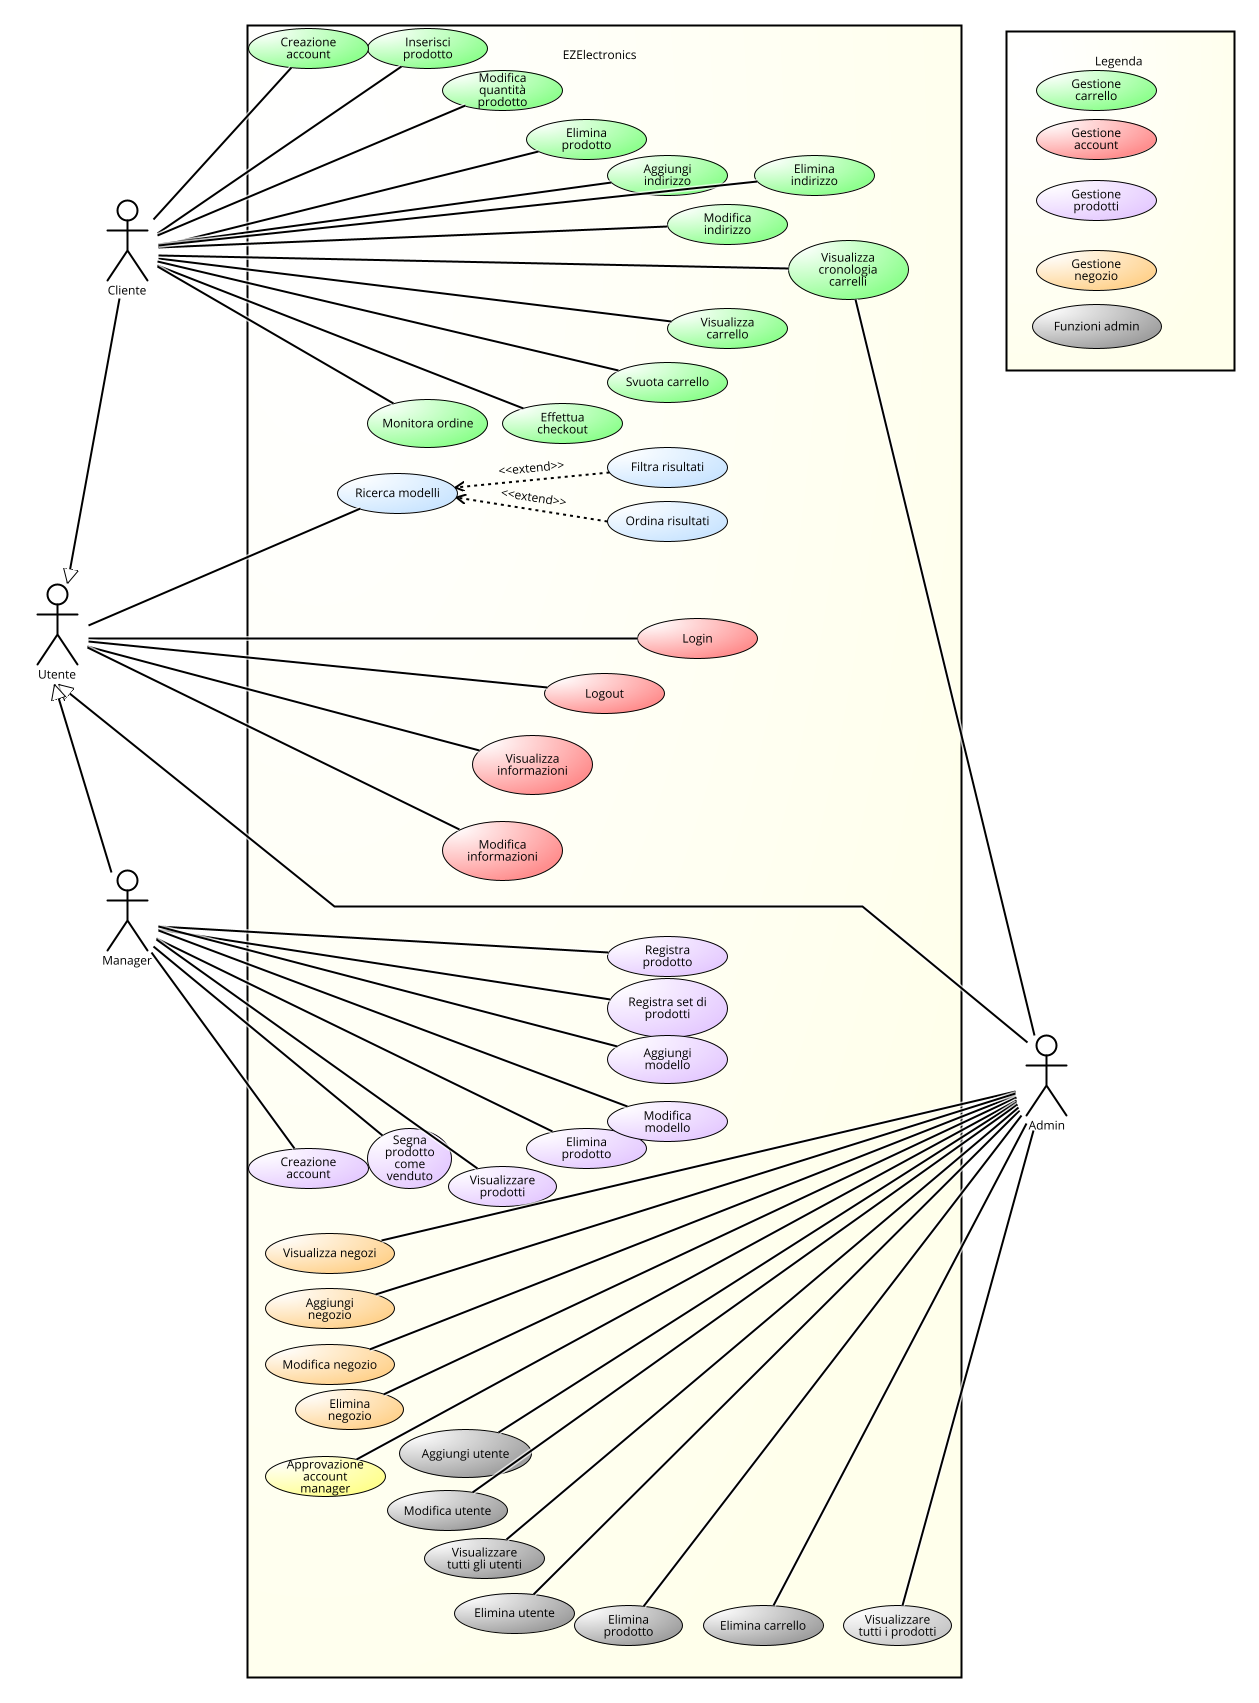 Creazione
account
Inserisci
prodotto
EZElectronics
Modifica
quantità
prodotto
Elimina
prodotto
Aggiungi
indirizzo
Elimina
indirizzo
Modifica
indirizzo
Visualizza
cronologia
carrelli
Cliente
Visualizza
carrello
Svuota carrello
Monitora ordine
Effettua
checkout
Ricerca modelli
<<extend>>
Filtra risultati
<<extend>>
Ordina risultati
Utente
Login
Logout
Visualizza
informazioni
Modifica
informazioni
Manager
Registra
prodotto
Registra set di
prodotti
Aggiungi
modello
Modifica
modello
Elimina
prodotto
Segna
prodotto
come
venduto
Creazione
account
Visualizzare
prodotti
Admin
Visualizza negozi
Aggiungi
negozio
Modifica negozio
Elimina
negozio
Aggiungi utente
Approvazione
account
manager
Modifica utente
Visualizzare
tutti gli utenti
Elimina utente
Elimina
prodotto
Elimina carrello
Visualizzare
tutti i prodotti
Legenda
Gestione
carrello
Gestione
account
Gestione
prodotti
Gestione
negozio
Funzioni admin